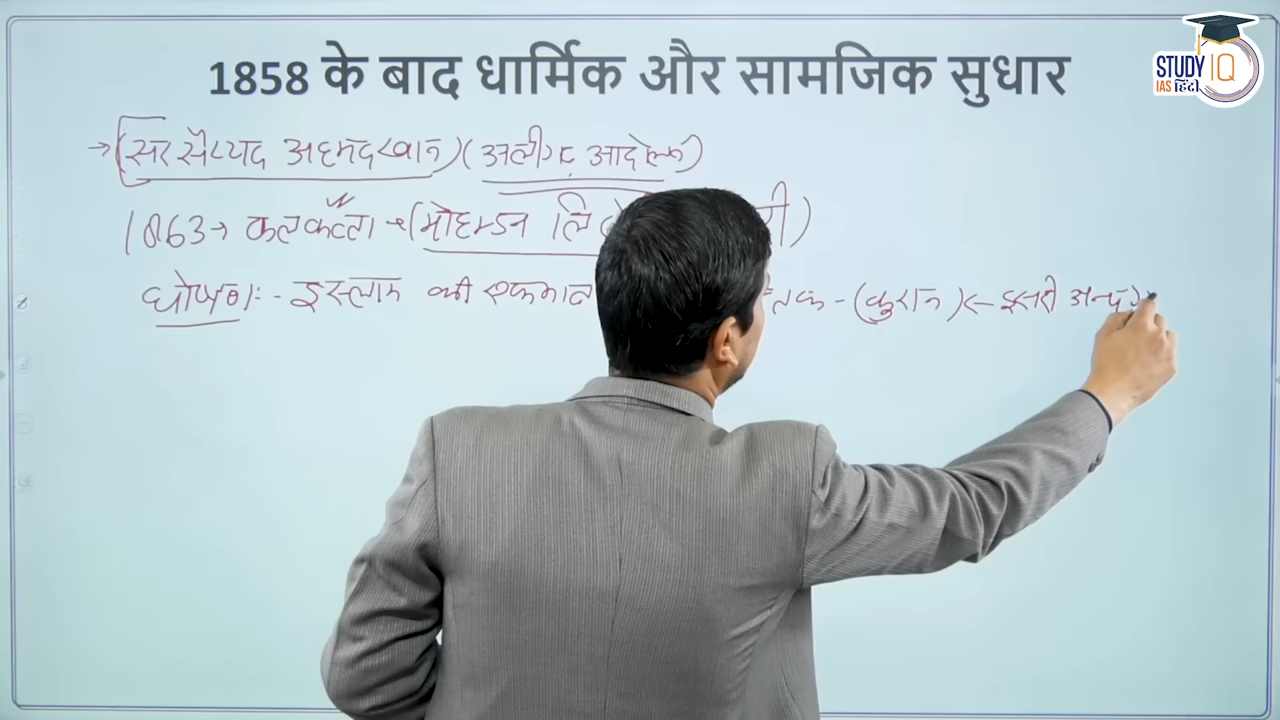 1858 के बाद धार्मिक और सामजिक सुधार
STUDY IQ
IAS हिंदी
→ (सर सैय्यद अहमदखान) (अलीगढ़ आंदोलन)
1863 → कलकत्ता → (मोहम्डन
घोषणा :- इस्लाम की एकमात्र - (कुरान) ← इसकी अन्य